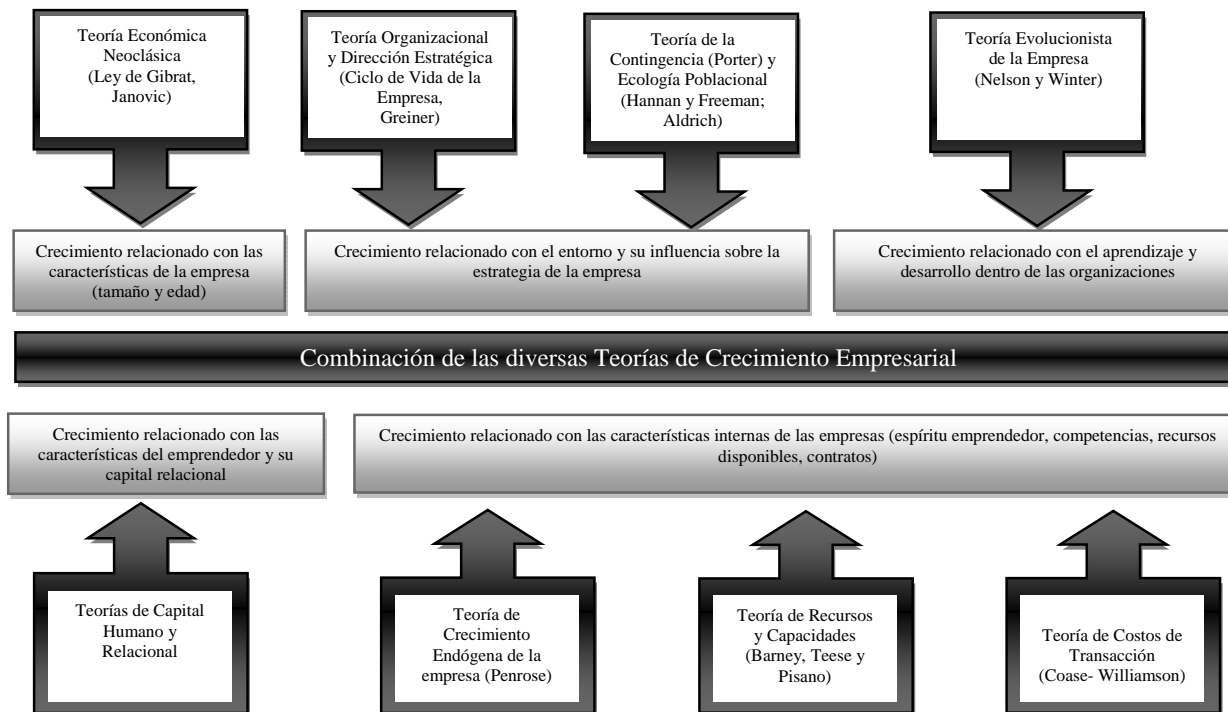 Teoría Económica
Neoclásica
(Ley de Gibrat,
Janovic)
Teoría Organizacional
y Dirección Estratégica
(Ciclo de Vida de la
Empresa,
Greiner)
Teoría de la
Contingencia (Porter) y
Ecología Poblacional
(Hannan y Freeman;
Aldrich)
Teoría Evolucionista
de la Empresa
(Nelson y Winter)
Crecimiento relacionado con las
características de la empresa
(tamaño y edad)
Crecimiento relacionado con el entorno y su influencia sobre la
estrategia de la empresa
Crecimiento relacionado con el aprendizaje y
desarrollo dentro de las organizaciones
Combinación de las diversas Teorías de Crecimiento Empresarial
Crecimiento relacionado con las
características del emprendedor y su
capital relacional
Crecimiento relacionado con las características internas de las empresas (espíritu emprendedor, competencias, recursos
disponibles, contratos)
Teorías de Capital
Humano y
Relacional
Teoría de
Crecimiento
Endógena de la
empresa (Penrose)
Teoría de Recursos
y Capacidades
(Barney, Teese y
Pisano)
Teoría de Costos de
Transacción
(Coase- Williamson)